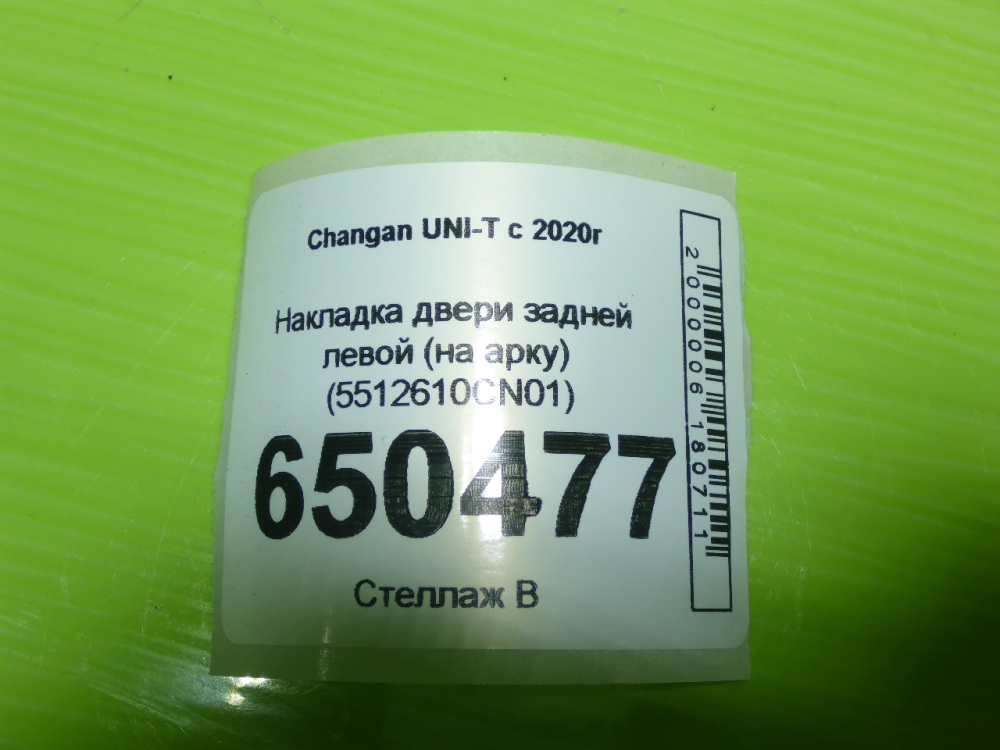 Changan UNI-T с 2020г
Накладка двери задней
левой (на арку)
(5512610CN01)
650477
Стеллаж В
2000006180711